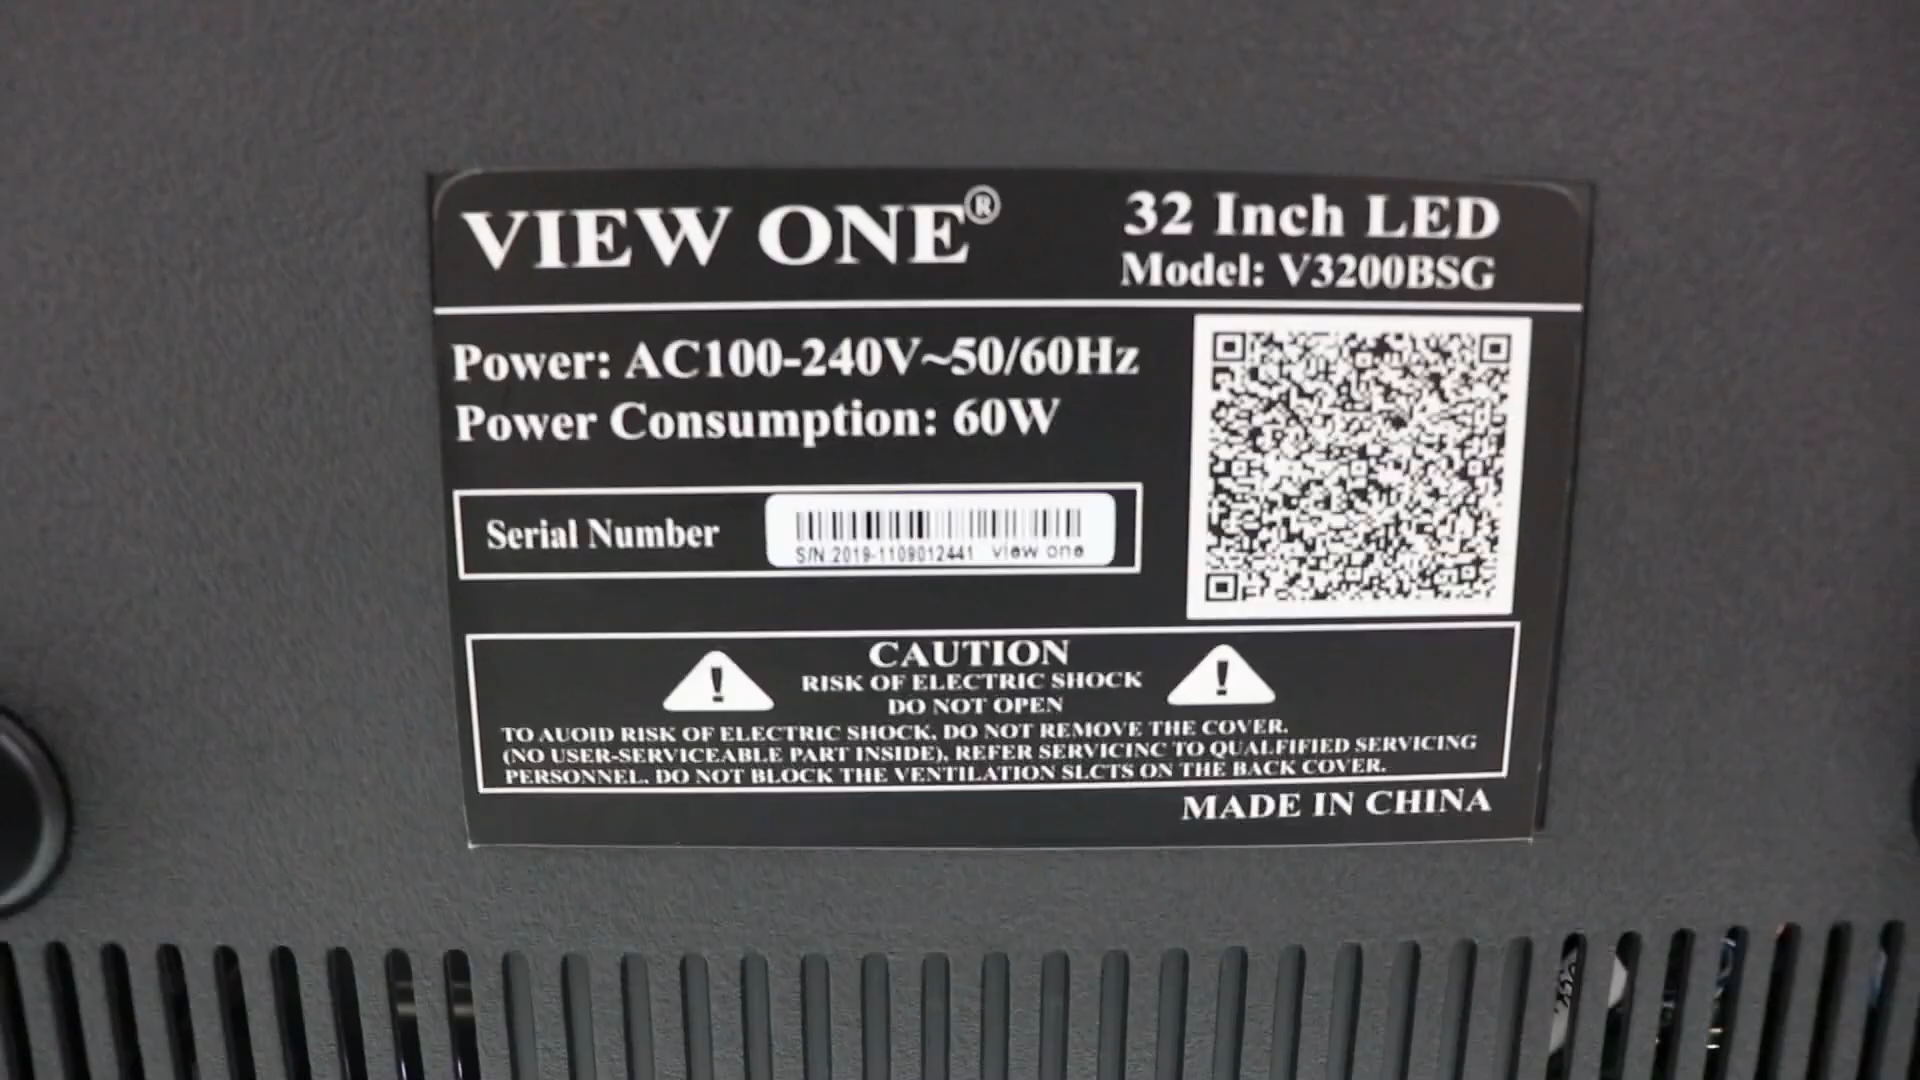 VIEW ONE®
32 Inch LED
Model: V3200BSG
Power: AC100-240V~50/60Hz
Power Consumption: 60W
Serial Number
S/N:2019-1109012441 view one
CAUTION
RISK OF ELECTRIC SHOCK
DO NOT OPEN
TO AUOID RISK OF ELECTRIC SHOCK, DO NOT REMOVE THE COVER.
(NO USER-SERVICEABLE PART INSIDE), REFER SERVICINC TO QUALFIFIED SERVICING
PERSONNEL. DO NOT BLOCK THE VENTILATION SLCTS ON THE BACK COVER.
MADE IN CHINA